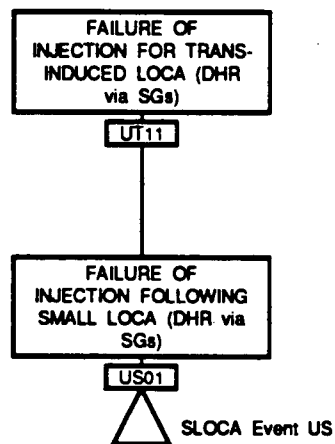 FAILURE OF
INJECTION FOR TRANS-
INDUCED LOCA (DHR
via SGs)
UT11
FAILURE OF
INJECTION FOLLOWING
SMALL LOCA (DHR via
SGs)
US01
SLOCA Event US